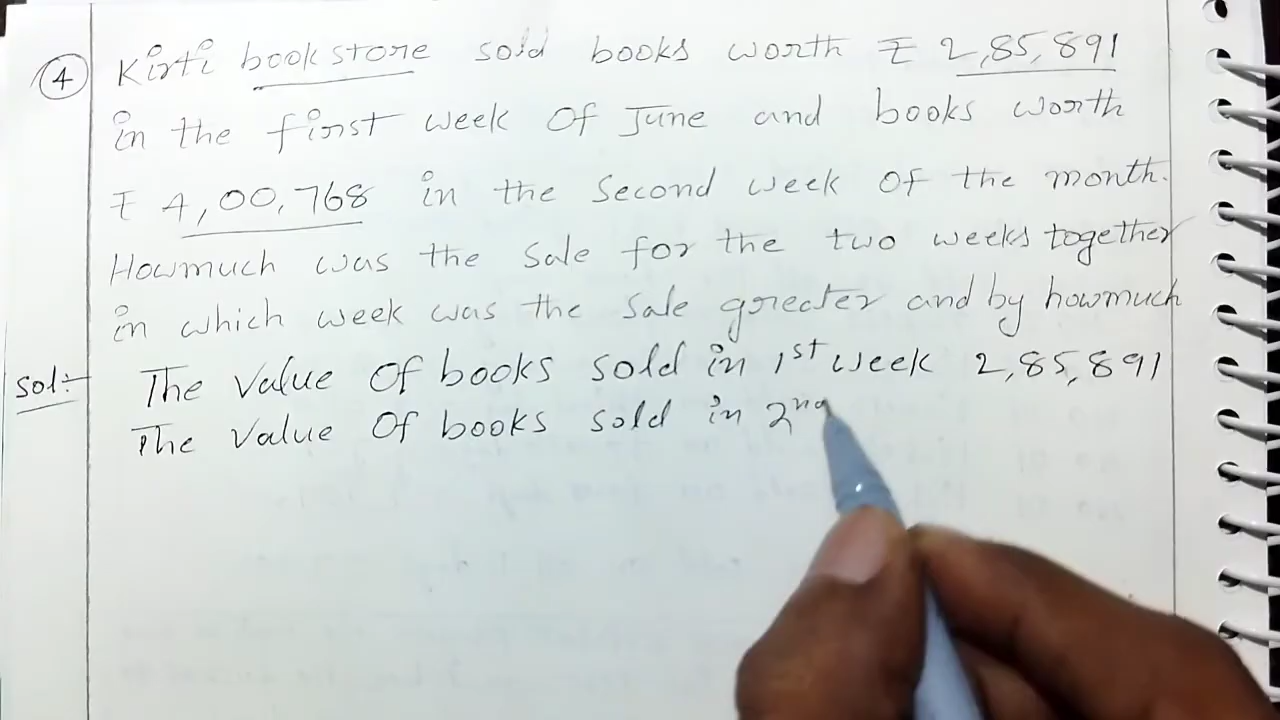 4 Kirti book store sold books worth ₹ 2,85,891
in the first week of June and books worth
₹ 4,00,768 in the second week of the month.
Howmuch was the sale for the two weeks together
in which week was the sale greater and by howmuch
Sol:- The value of books sold in 1st week 2,85,891
The value of books sold in 2nd